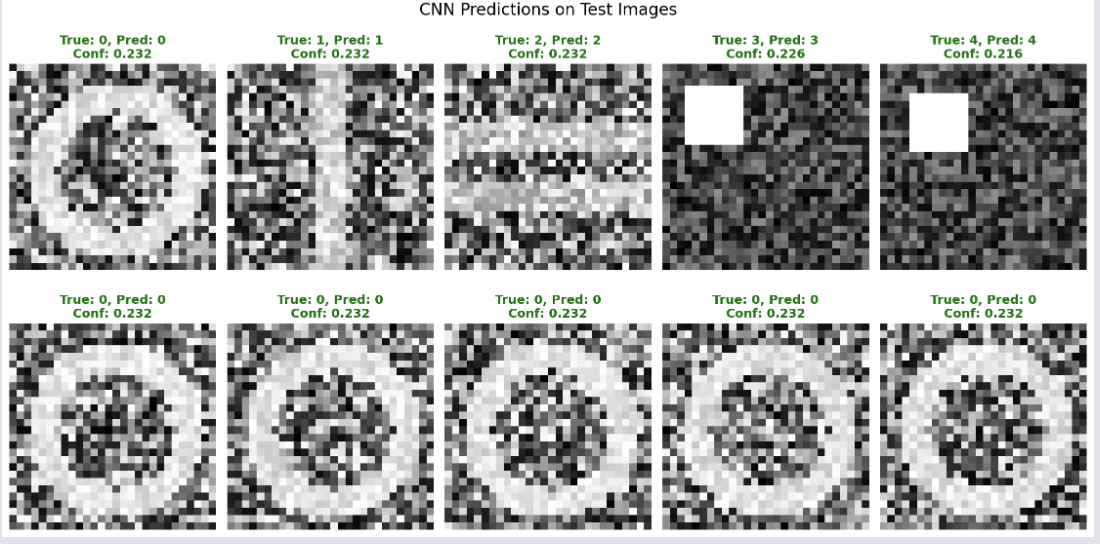 CNN Predictions on Test Images
True: 0, Pred: 0
Conf: 0.232
True: 1, Pred: 1
Conf: 0.232
True: 2, Pred: 2
Conf: 0.232
True: 3, Pred: 3
Conf: 0.226
True: 4, Pred: 4
Conf: 0.216
True: 0, Pred: 0
Conf: 0.232
True: 0, Pred: 0
Conf: 0.232
True: 0, Pred: 0
Conf: 0.232
True: 0, Pred: 0
Conf: 0.232
True: 0, Pred: 0
Conf: 0.232